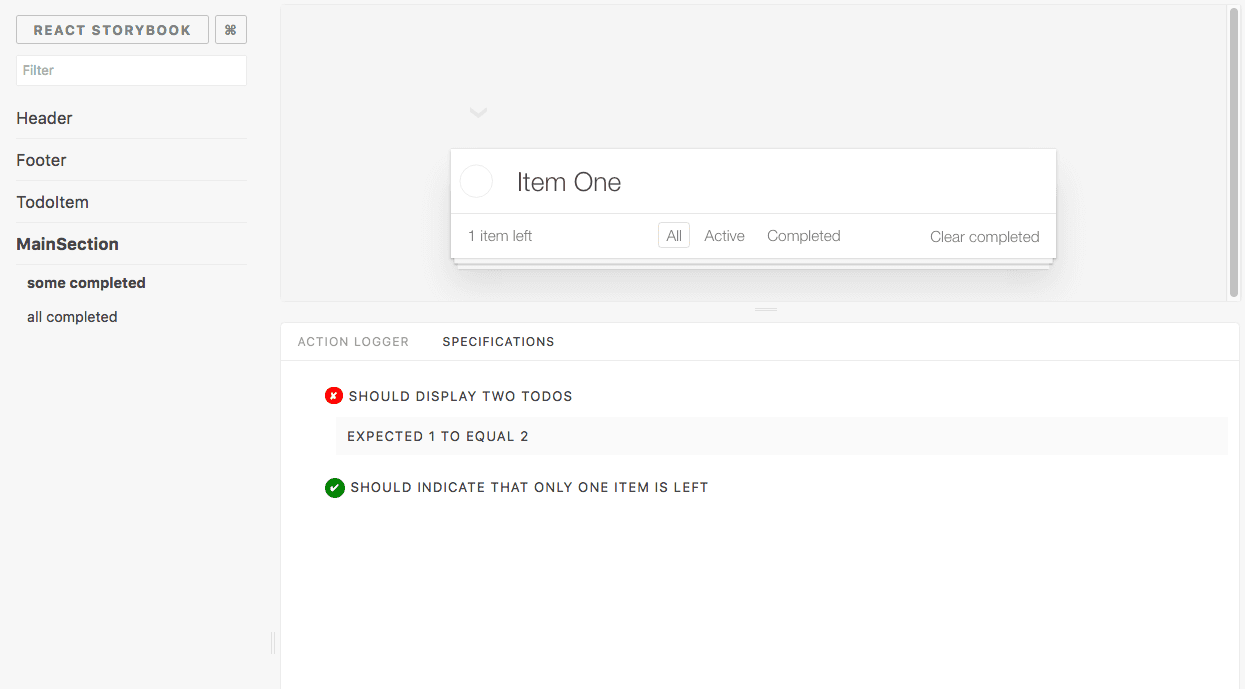 REACT STORYBOOK ⌘
Filter
Header
Footer
TodoItem
MainSection
some completed
all completed
Item One
1 item left All Active Completed Clear completed
ACTION LOGGER SPECIFICATIONS
SHOULD DISPLAY TWO TODOS
EXPECTED 1 TO EQUAL 2
SHOULD INDICATE THAT ONLY ONE ITEM IS LEFT